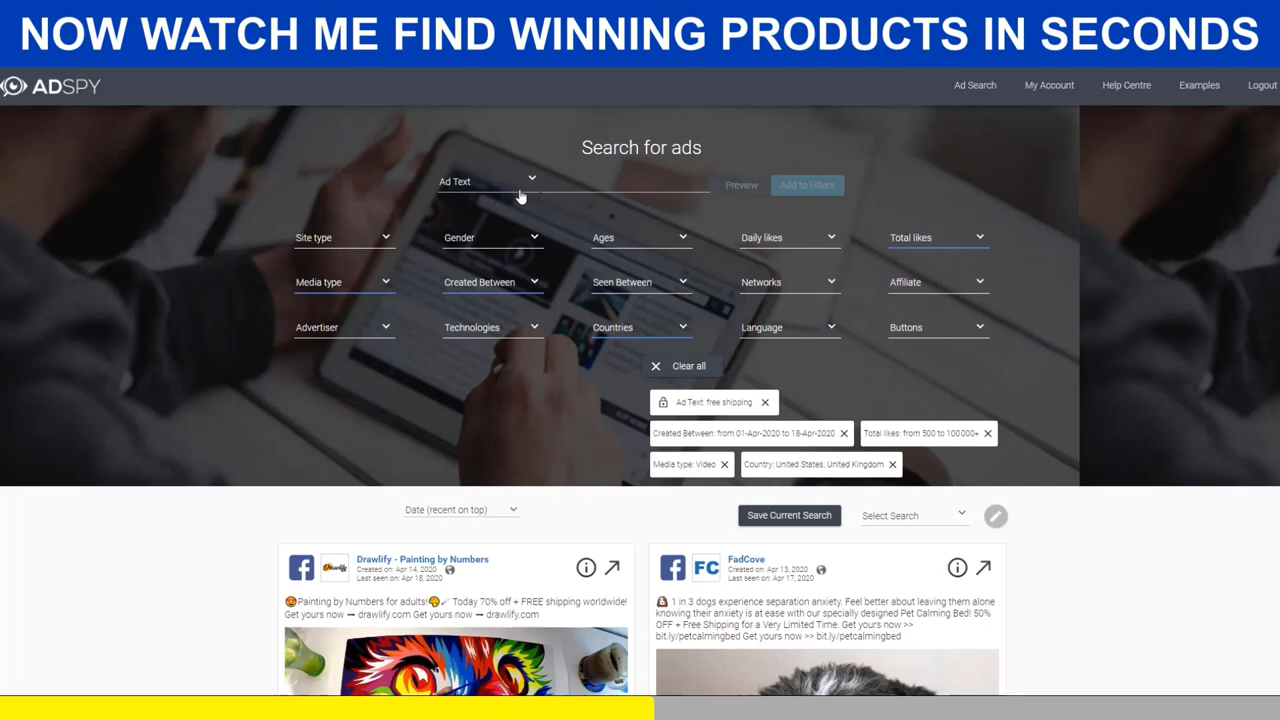 NOW WATCH ME FIND WINNING PRODUCTS IN SECONDS
ADSPY
Ad Search My Account Help Centre Examples Logout
Search for ads
Ad Text Preview Add to Filters
Site type Gender Ages Daily likes Total likes
Media type Created Between Seen Between Networks Affiliate
Advertiser Technologies Countries Language Buttons
Clear all
Ad Text: free shipping
Created Between: from 01-Apr-2020 to 18-Apr-2020 Total likes: from 500 to 100000+
Media type: Video Country: United States, United Kingdom
Date (recent on top) Save Current Search Select Search
Drawlify - Painting by Numbers
Created on: Apr 14, 2020
Last seen on: Apr 18, 2020
🤩Painting by Numbers for adults!🤗🖌 Today 70% off + FREE shipping worldwide!
Get yours now ➞ drawlify.com Get yours now ➞ drawlify.com
FC
FadCove
Created on: Apr 13, 2020
Last seen on: Apr 17, 2020
1 in 3 dogs experience separation anxiety. Feel better about leaving them alone
knowing their anxiety is at ease with our specially designed Pet Calming Bed! 50%
OFF + Free Shipping for a Very Limited Time. Get yours now >>
bit.ly/petcalmingbed Get yours now >> bit.ly/petcalmingbed